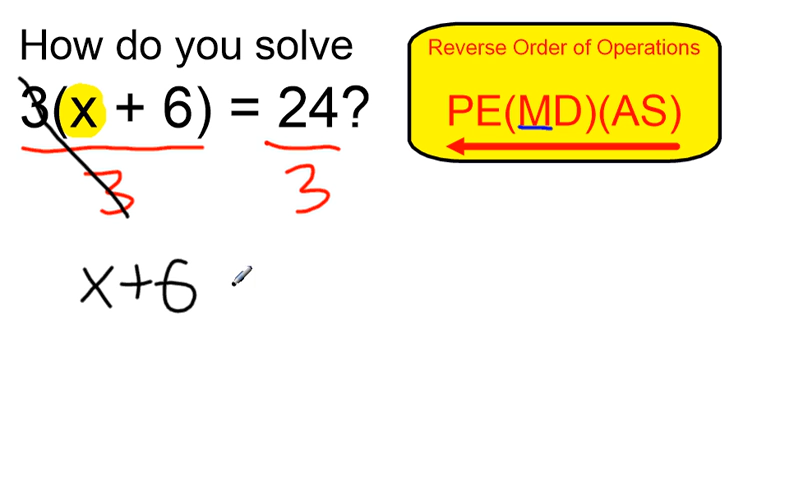 How do you solve
3(x + 6) = 24?
3 3
x+6
Reverse Order of Operations
PE(MD)(AS)